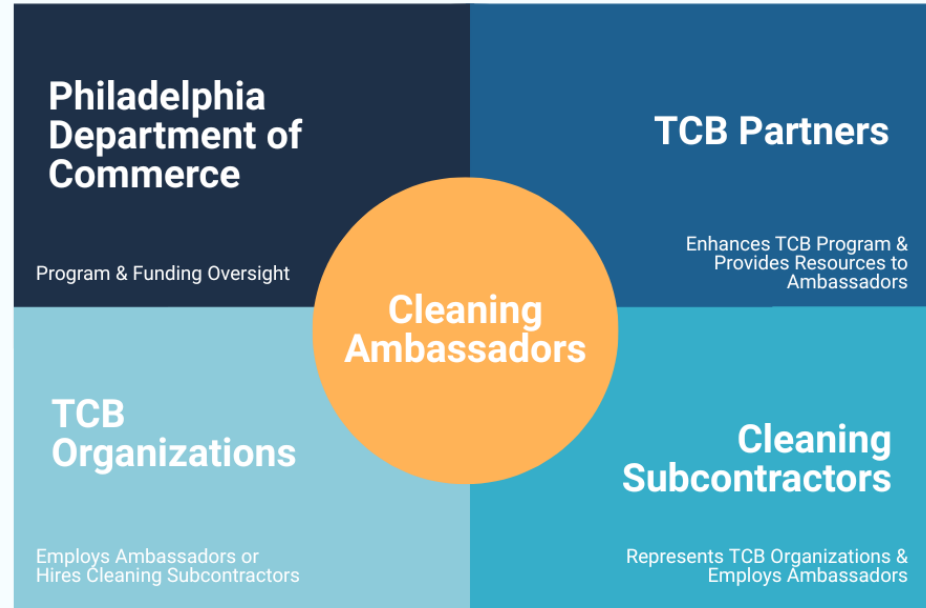 Philadelphia
Department of
Commerce
Program & Funding Oversight
TCB Partners
Enhances TCB Program &
Provides Resources to
Ambassadors
Cleaning
Ambassadors
TCB
Organizations
Employs Ambassadors or
Hires Cleaning Subcontractors
Cleaning
Subcontractors
Represents TCB Organizations &
Employs Ambassadors